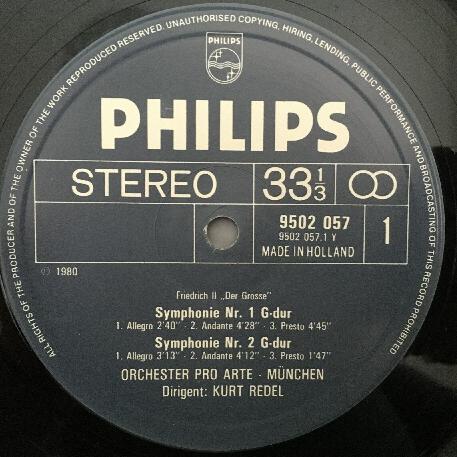 ALL RIGHTS OF THE PRODUCER AND OF THE OWNER OF THE WORK REPRODUCED RESERVED. UNAUTHORISED COPYING, HIRING, LENDING, PUBLIC PERFORMANCE AND BROADCASTING OF THIS RECORD PROHIBITED
PHILIPS
PHILIPS
STEREO 33 1/3
9502 057 1
9502 057.1 Y
MADE IN HOLLAND
℗ 1980
Friedrich II „Der Grosse"
Symphonie Nr. 1 G-dur
1. Allegro 2'40" · 2. Andante 4'28" · 3. Presto 4'45"
Symphonie Nr. 2 G-dur
1. Allegro 3'13" · 2. Andante 4'12" · 3. Presto 1'47"
ORCHESTER PRO ARTE · MÜNCHEN
Dirigent: KURT REDEL